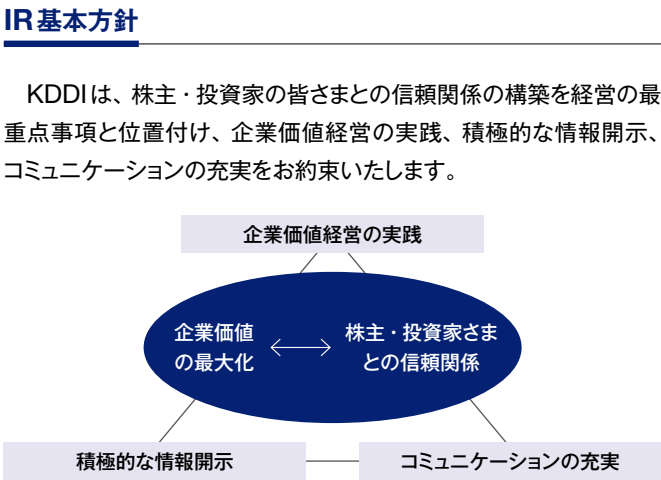 IR基本方針
KDDIは、株主・投資家の皆さまとの信頼関係の構築を経営の最
重点事項と位置付け、企業価値経営の実践、積極的な情報開示、
コミュニケーションの充実をお約束いたします。
企業価値経営の実践
企業価値
の最大化
株主・投資家さま
との信頼関係
積極的な情報開示
コミュニケーションの充実